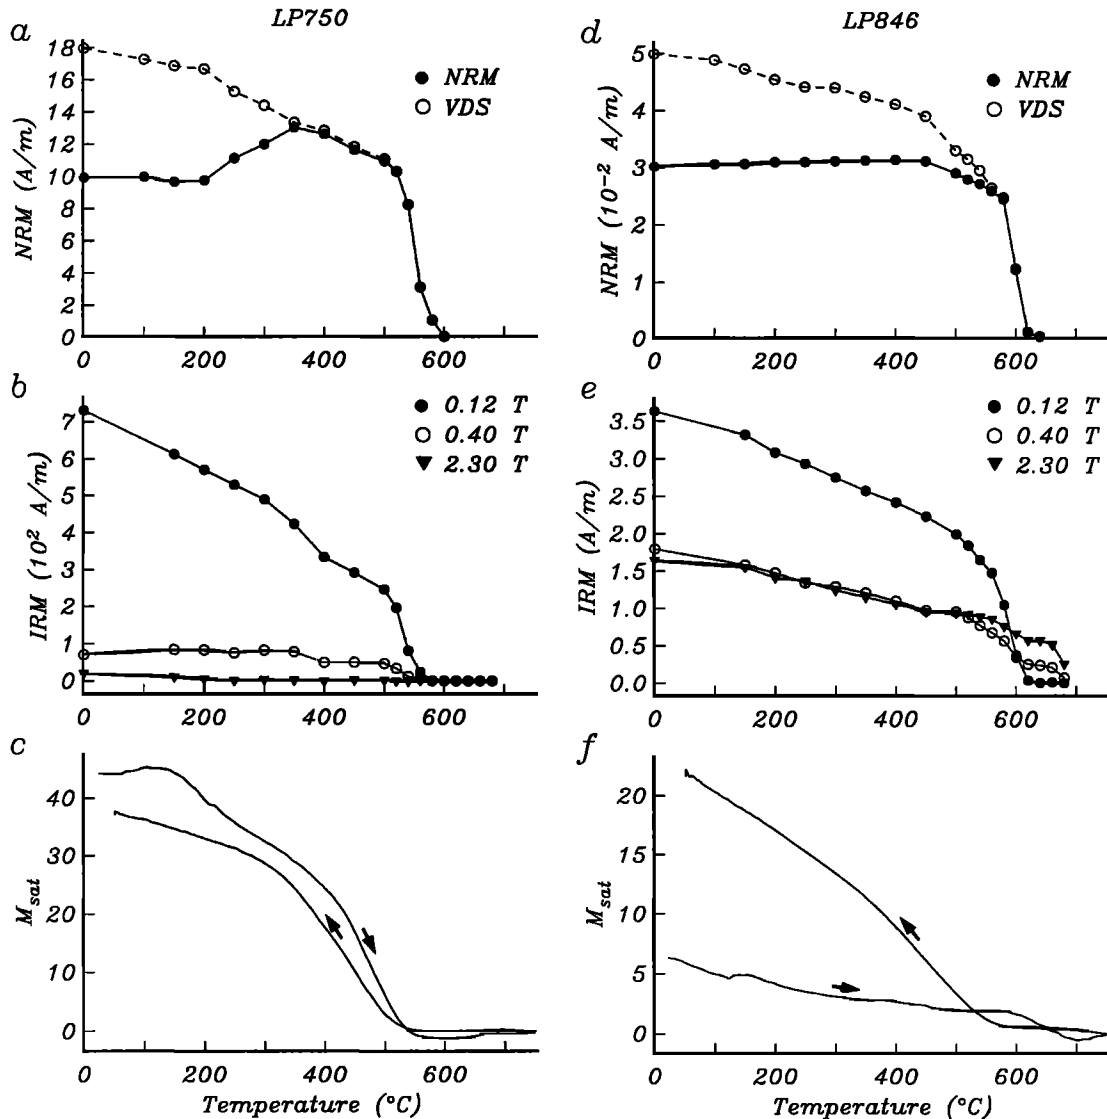 LP750
LP846
a
18
16
14
12
10
8
6
4
2
0
NRM (A/m)
NRM
VDS
0
200
400
600
d
5
4
3
2
1
0
NRM (10⁻² A/m)
NRM
VDS
0
200
400
600
b
7
6
5
4
3
2
1
0
IRM (10² A/m)
0.12 T
0.40 T
2.30 T
0
200
400
600
e
3.5
3.0
2.5
2.0
1.5
1.0
0.5
0.0
IRM (A/m)
0.12 T
0.40 T
2.30 T
0
200
400
600
c
40
30
20
10
0
M_sat
0
200
400
600
Temperature (°C)
f
20
15
10
5
0
M_sat
0
200
400
600
Temperature (°C)